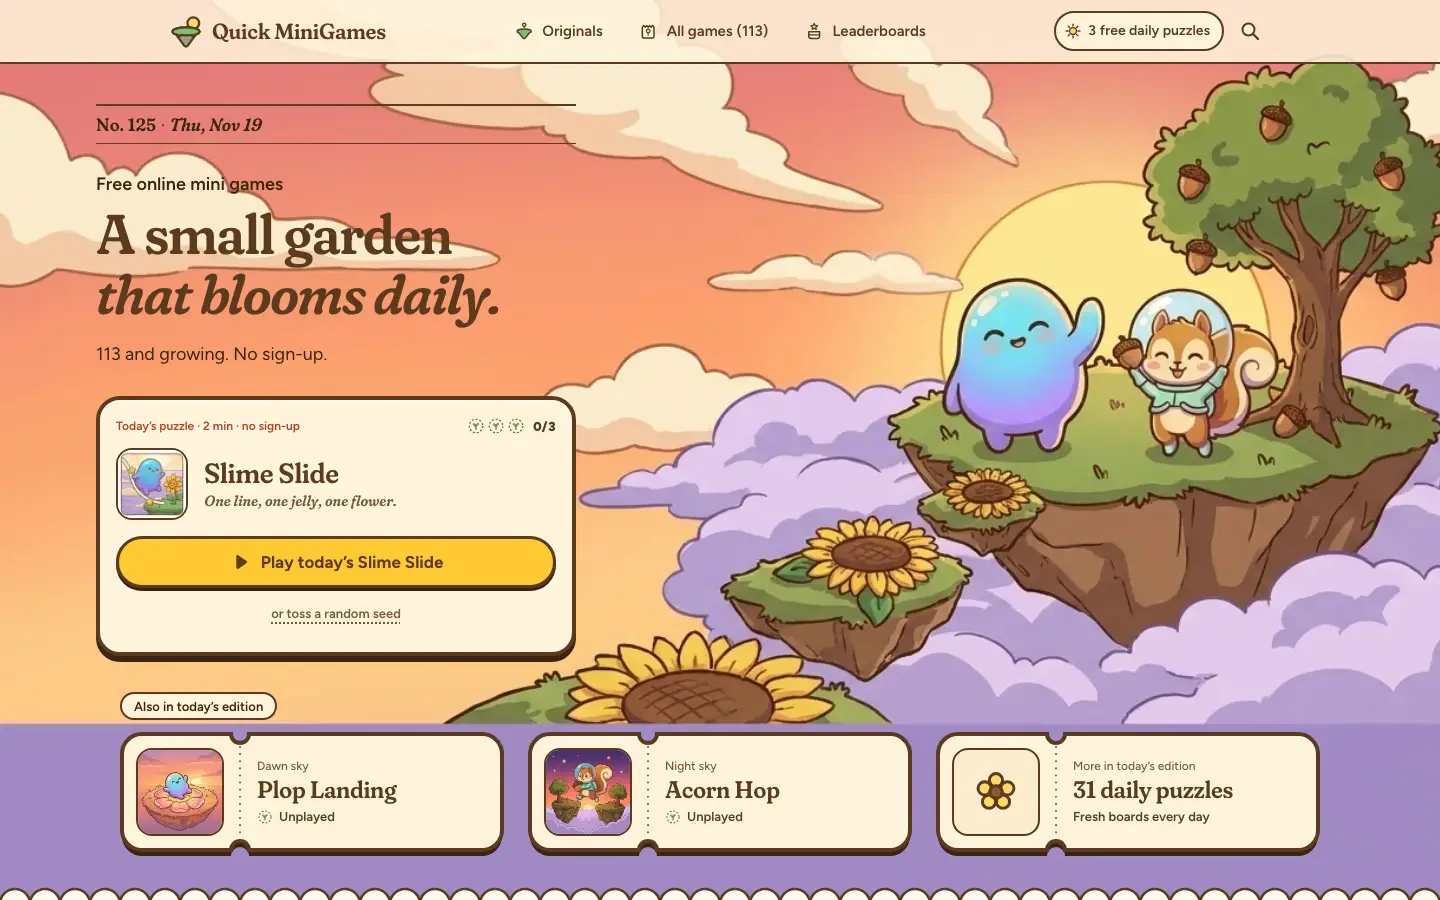 Quick MiniGames
Originals
All games (113)
Leaderboards
3 free daily puzzles
No. 125 · Thu, Nov 19
Free online mini games
A small garden
that blooms daily.
113 and growing. No sign-up.
Today's puzzle · 2 min · no sign-up
0/3
Slime Slide
One line, one jelly, one flower.
Play today's Slime Slide
or toss a random seed
Also in today's edition
Dawn sky
Plop Landing
Unplayed
Night sky
Acorn Hop
Unplayed
More in today's edition
31 daily puzzles
Fresh boards every day